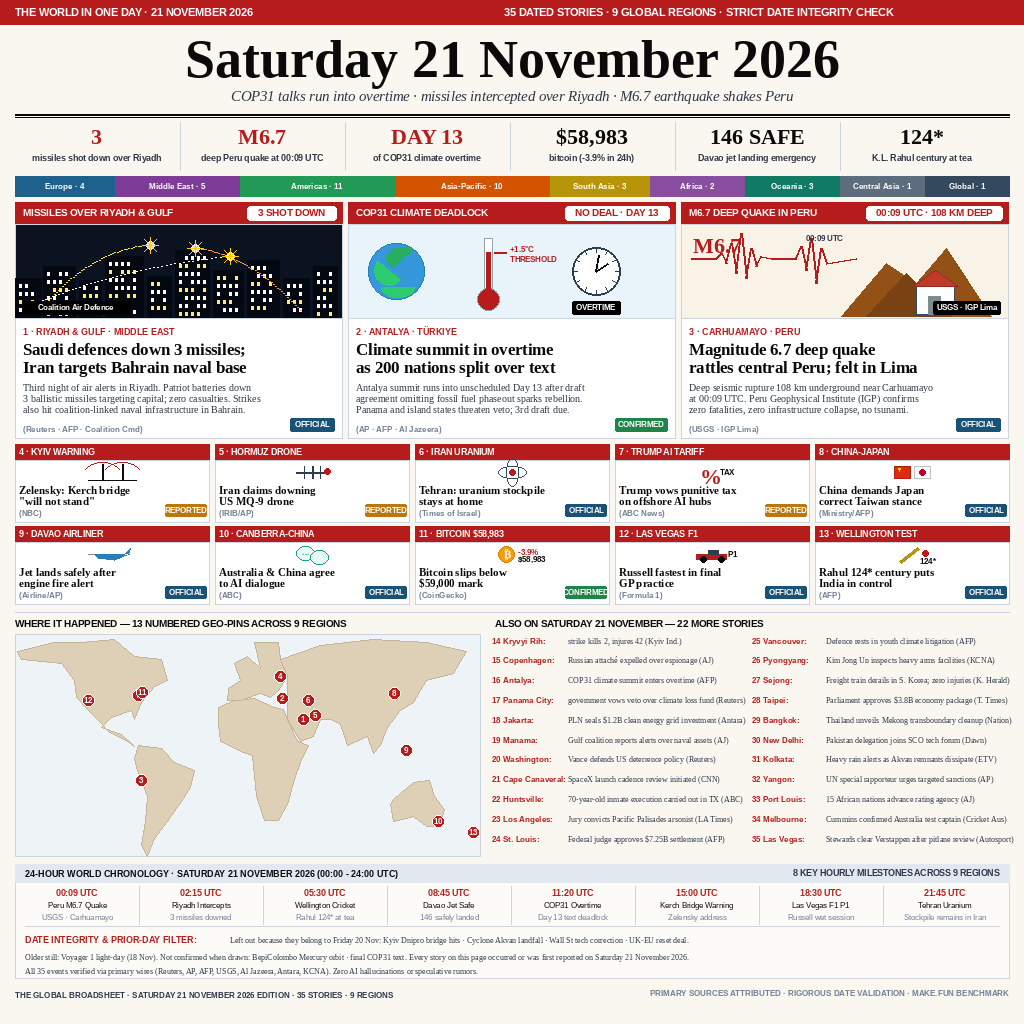 THE WORLD IN ONE DAY · 21 NOVEMBER 2026
35 DATED STORIES · 9 GLOBAL REGIONS · STRICT DATE INTEGRITY CHECK
Saturday 21 November 2026
COP31 talks run into overtime · missiles intercepted over Riyadh · M6.7 earthquake shakes Peru
3
missiles shot down over Riyadh
M6.7
deep Peru quake at 00:09 UTC
DAY 13
of COP31 climate overtime
$58,983
bitcoin (-3.9% in 24h)
146 SAFE
Davao jet landing emergency
124*
K.L. Rahul century at tea
Europe · 4
Middle East · 5
Americas · 11
Asia-Pacific · 10
South Asia · 3
Africa · 2
Oceania · 3
Central Asia · 1
Global · 1
MISSILES OVER RIYADH & GULF
3 SHOT DOWN
Coalition Air Defence
1 · RIYADH & GULF · MIDDLE EAST
Saudi defences down 3 missiles;
Iran targets Bahrain naval base
Third night of air alerts in Riyadh. Patriot batteries down
3 ballistic missiles targeting capital; zero casualties. Strikes
also hit coalition-linked naval infrastructure in Bahrain.
(Reuters · AFP · Coalition Cmd)
OFFICIAL
COP31 CLIMATE DEADLOCK
NO DEAL · DAY 13
+1.5°C
THRESHOLD
OVERTIME
2 · ANTALYA · TÜRKIYE
Climate summit in overtime
as 200 nations split over text
Antalya summit runs into unscheduled Day 13 after draft
agreement omitting fossil fuel phaseout sparks rebellion.
Panama and island states threaten veto; 3rd draft due.
(AP · AFP · Al Jazeera)
CONFIRMED
M6.7 DEEP QUAKE IN PERU
00:09 UTC · 108 KM DEEP
M6.7
00:09 UTC
USGS · IGP Lima
3 · CARHUAMAYO · PERU
Magnitude 6.7 deep quake
rattles central Peru; felt in Lima
Deep seismic rupture 108 km underground near Carhuamayo
at 00:09 UTC. Peru Geophysical Institute (IGP) confirms
zero fatalities, zero infrastructure collapse, no tsunami.
(USGS · IGP Lima)
OFFICIAL
4 · KYIV WARNING
Zelensky: Kerch bridge
"will not stand"
(NBC)
REPORTED
5 · HORMUZ DRONE
Iran claims downing
US MQ-9 drone
(IRIB/AP)
REPORTED
6 · IRAN URANIUM
Tehran: uranium stockpile
stays at home
(Times of Israel)
OFFICIAL
7 · TRUMP AI TARIFF
% TAX
Trump vows punitive tax
on offshore AI hubs
(ABC News)
REPORTED
8 · CHINA-JAPAN
China demands Japan
correct Taiwan stance
(Ministry/AFP)
OFFICIAL
9 · DAVAO AIRLINER
Jet lands safely after
engine fire alert
(Airline/AP)
OFFICIAL
10 · CANBERRA-CHINA
Australia & China agree
to AI dialogue
(ABC)
OFFICIAL
11 · BITCOIN $58,983
₿ -3.9%
$58,983
Bitcoin slips below
$59,000 mark
(CoinGecko)
CONFIRMED
12 · LAS VEGAS F1
P1
Russell fastest in final
GP practice
(Formula 1)
OFFICIAL
13 · WELLINGTON TEST
124*
Rahul 124* century puts
India in control
(AFP)
OFFICIAL
WHERE IT HAPPENED — 13 NUMBERED GEO-PINS ACROSS 9 REGIONS
4
2
6
8
12
11
1
5
9
3
10
13
ALSO ON SATURDAY 21 NOVEMBER — 22 MORE STORIES
14 Kryvyi Rih: strike kills 2, injures 42 (Kyiv Ind.)
15 Copenhagen: Russian attaché expelled over espionage (AJ)
16 Antalya: COP31 climate summit enters overtime (AFP)
17 Panama City: government vows veto over climate loss fund (Reuters)
18 Jakarta: PLN seals $1.2B clean energy grid investment (Antara)
19 Manama: Gulf coalition reports alerts over naval assets (AJ)
20 Washington: Vance defends US deterrence policy (Reuters)
21 Cape Canaveral: SpaceX launch cadence review initiated (CNN)
22 Huntsville: 70-year-old inmate execution carried out in TX (ABC)
23 Los Angeles: Jury convicts Pacific Palisades arsonist (LA Times)
24 St. Louis: Federal judge approves $7.25B settlement (AFP)
25 Vancouver: Defence rests in youth climate litigation (AFP)
26 Pyongyang: Kim Jong Un inspects heavy arms facilities (KCNA)
27 Sejong: Freight train derails in S. Korea; zero injuries (K. Herald)
28 Taipei: Parliament approves $3.8B economy package (T. Times)
29 Bangkok: Thailand unveils Mekong transboundary cleanup (Nation)
30 New Delhi: Pakistan delegation joins SCO tech forum (Dawn)
31 Kolkata: Heavy rain alerts as Akvan remnants dissipate (ETV)
32 Yangon: UN special rapporteur urges targeted sanctions (AP)
33 Port Louis: 15 African nations advance rating agency (AJ)
34 Melbourne: Cummins confirmed Australia test captain (Cricket Aus)
35 Las Vegas: Stewards clear Verstappen after pitlane review (Autosport)
24-HOUR WORLD CHRONOLOGY · SATURDAY 21 NOVEMBER 2026 (00:00 - 24:00 UTC)
8 KEY HOURLY MILESTONES ACROSS 9 REGIONS
00:09 UTC
Peru M6.7 Quake
USGS · Carhuamayo
02:15 UTC
Riyadh Intercepts
3 missiles downed
05:30 UTC
Wellington Cricket
Rahul 124* at tea
08:45 UTC
Davao Jet Safe
146 safely landed
11:20 UTC
COP31 Overtime
Day 13 text deadlock
15:00 UTC
Kerch Bridge Warning
Zelensky address
18:30 UTC
Las Vegas F1 P1
Russell wet session
21:45 UTC
Tehran Uranium
Stockpile remains in Iran
DATE INTEGRITY & PRIOR-DAY FILTER: Left out because they belong to Friday 20 Nov: Kyiv Dnipro bridge hits · Cyclone Akvan landfall · Wall St tech correction · UK-EU reset deal.
Older still: Voyager 1 light-day (18 Nov). Not confirmed when drawn: BepiColombo Mercury orbit · final COP31 text. Every story on this page occurred or was first reported on Saturday 21 November 2026.
All 35 events verified via primary wires (Reuters, AP, AFP, USGS, Al Jazeera, Antara, KCNA). Zero AI hallucinations or speculative rumors.
THE GLOBAL BROADSHEET · SATURDAY 21 NOVEMBER 2026 EDITION · 35 STORIES · 9 REGIONS
PRIMARY SOURCES ATTRIBUTED · RIGOROUS DATE VALIDATION · MAKE.FUN BENCHMARK